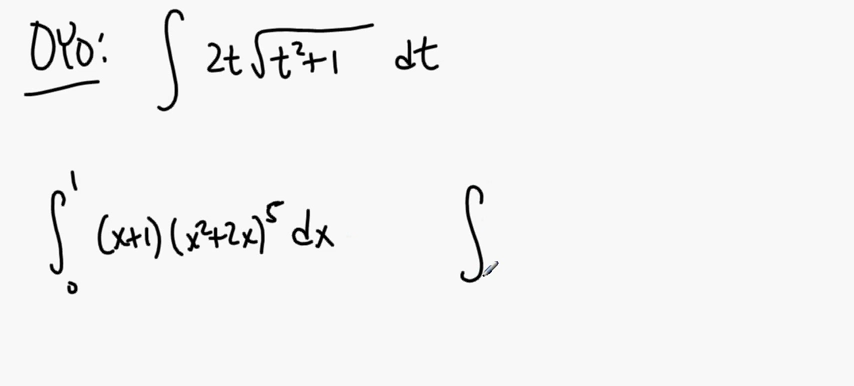 OYO: ∫ 2t√(t²+1) dt
∫₀¹ (x+1)(x²+2x)⁵ dx ∫